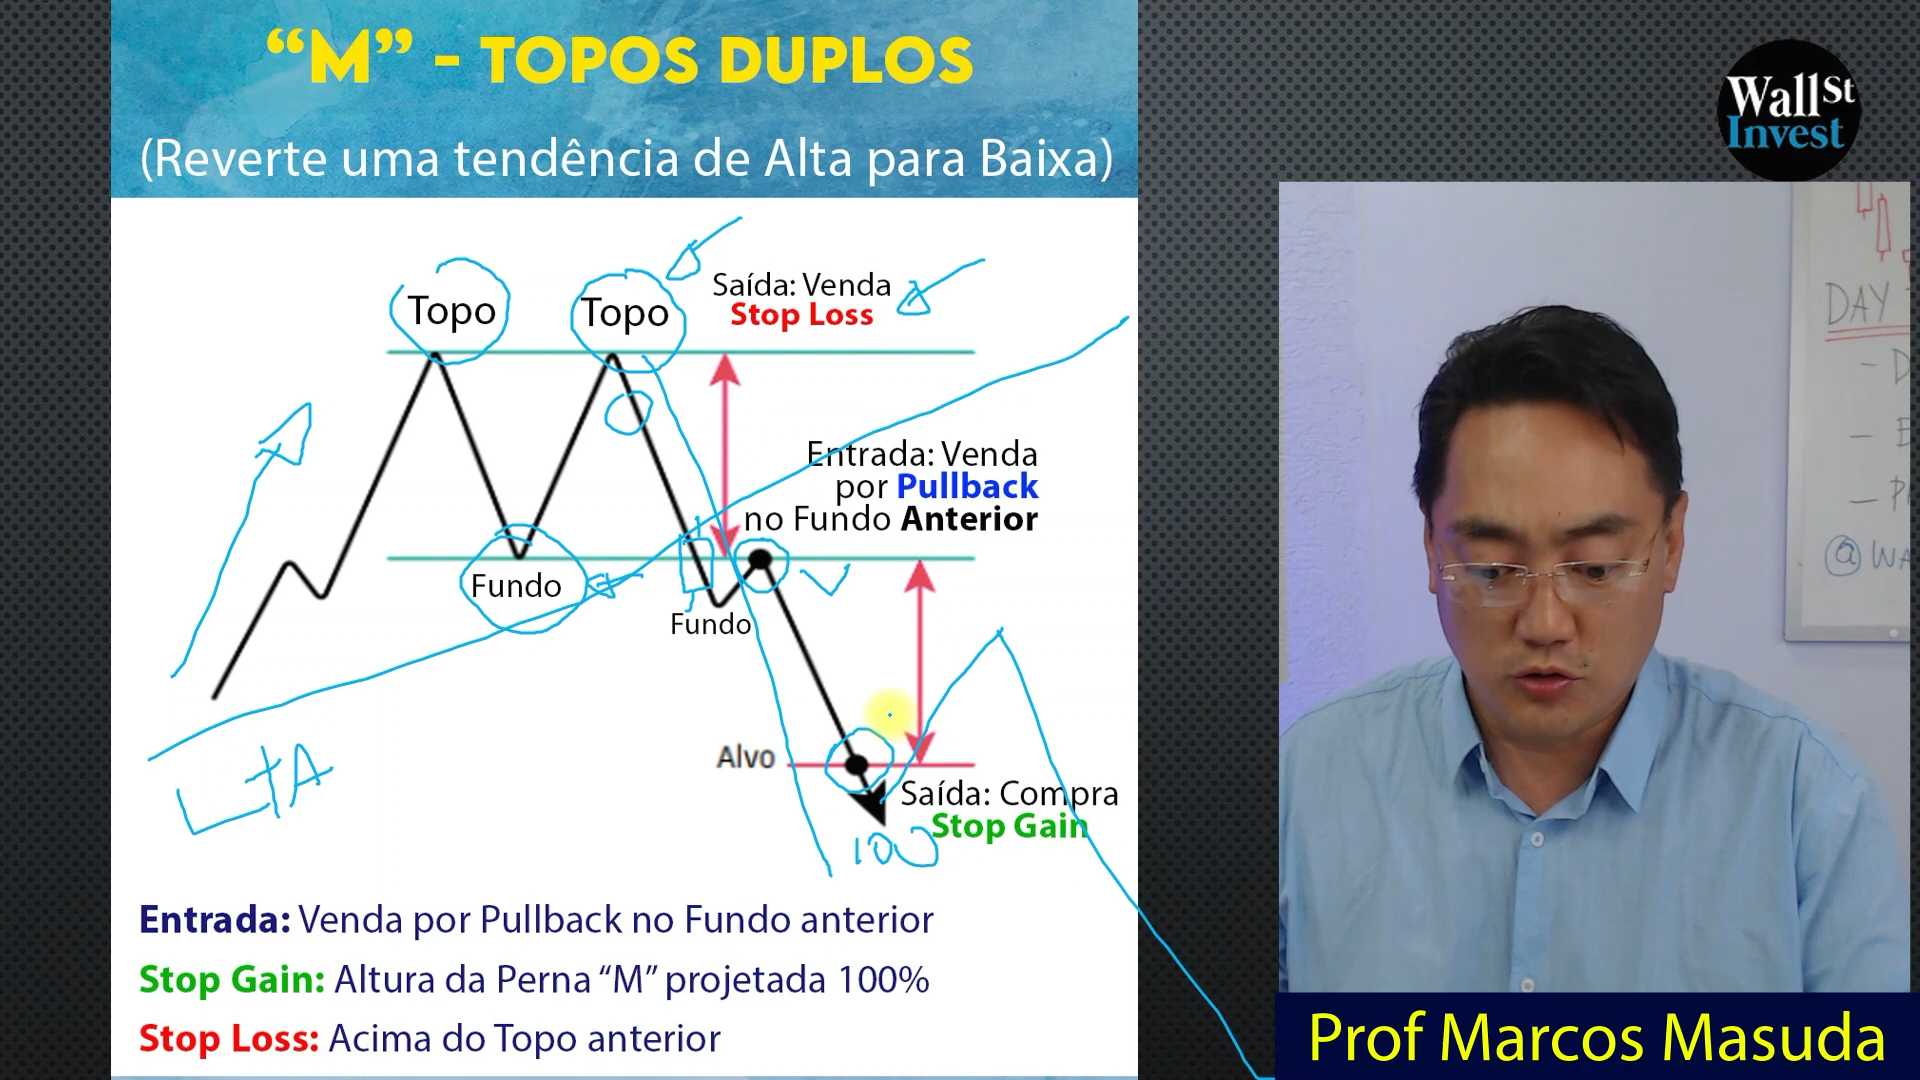 “M” - TOPOS DUPLOS
(Reverte uma tendência de Alta para Baixa)
Topo
Topo
Saída: Venda
Stop Loss
Entrada: Venda
por Pullback
no Fundo Anterior
Fundo
Fundo
Alvo
Saída: Compra
Stop Gain
LTA
100
Entrada: Venda por Pullback no Fundo anterior
Stop Gain: Altura da Perna “M” projetada 100%
Stop Loss: Acima do Topo anterior
Wall St
Invest
DAY
Prof Marcos Masuda